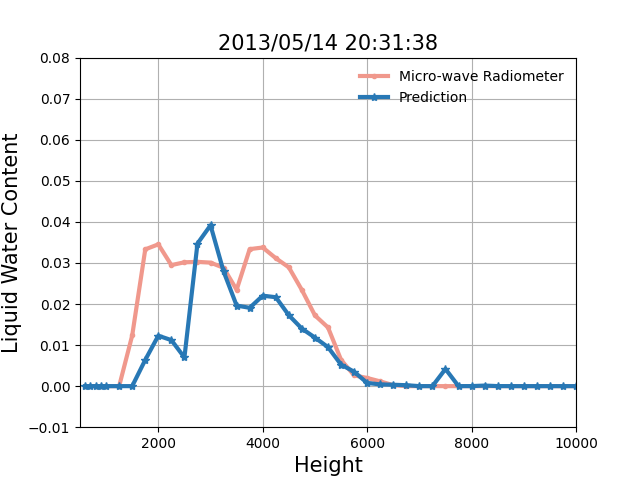 2013/05/14 20:31:38
Micro-wave Radiometer
Prediction
Liquid Water Content
0.08
0.07
0.06
0.05
0.04
0.03
0.02
0.01
0.00
−0.01
2000 4000 6000 8000 10000
Height